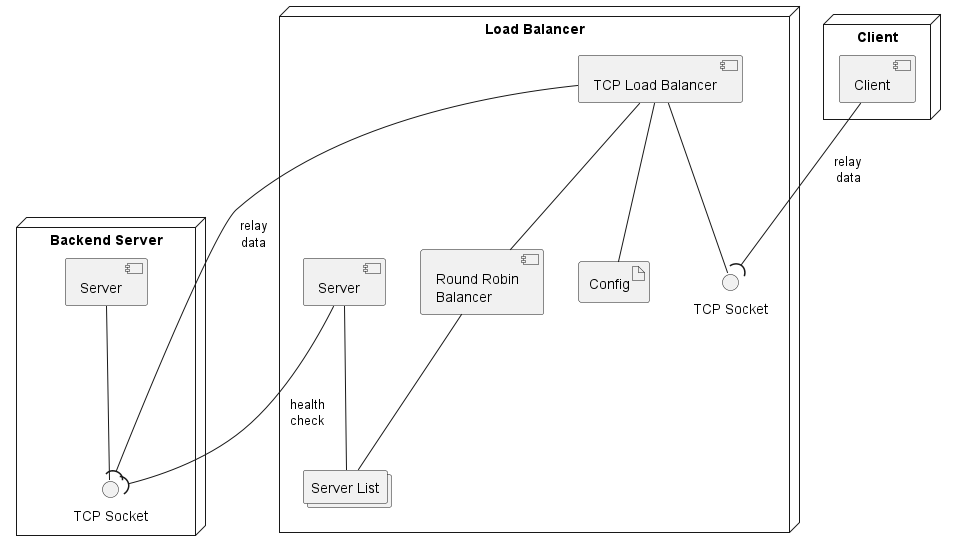 Load Balancer
Client
TCP Load Balancer
Client
relay
data
relay
data
Backend Server
Server
Server
Round Robin
Balancer
Config
TCP Socket
health
check
Server List
TCP Socket